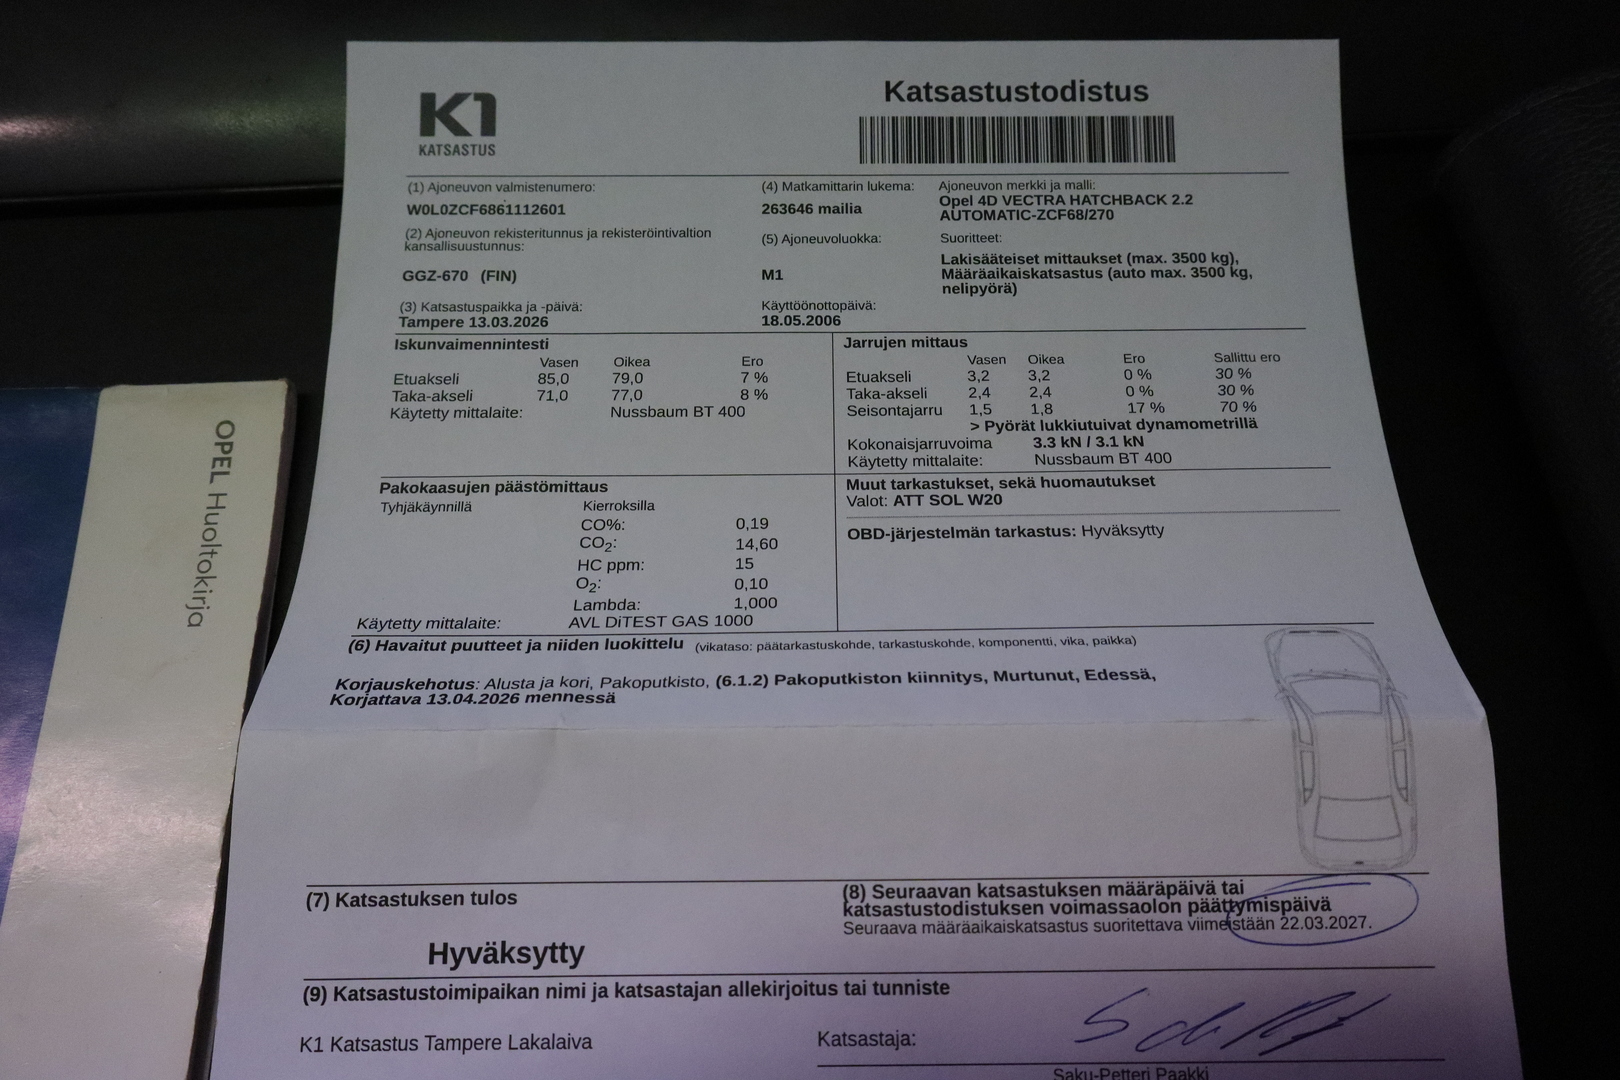 K1
KATSASTUS
Katsastustodistus
(1) Ajoneuvon valmistenumero:
W0L0ZCF6861112601
(4) Matkamittarin lukema:
263646 mailia
Ajoneuvon merkki ja malli:
Opel 4D VECTRA HATCHBACK 2.2
AUTOMATIC-ZCF68/270
(2) Ajoneuvon rekisteritunnus ja rekisteröintivaltion
kansallisuustunnus:
GGZ-670 (FIN)
(5) Ajoneuvoluokka:
M1
Suoritteet:
Lakisääteiset mittaukset (max. 3500 kg),
Määräaikaiskatsastus (auto max. 3500 kg,
nelipyörä)
(3) Katsastuspaikka ja -päivä:
Tampere 13.03.2026
Käyttöönottopäivä:
18.05.2006
Iskunvaimennintesti
Vasen Oikea Ero
Etuakseli 85,0 79,0 7 %
Taka-akseli 71,0 77,0 8 %
Käytetty mittalaite: Nussbaum BT 400
Jarrujen mittaus
Vasen Oikea Ero Sallittu ero
Etuakseli 3,2 3,2 0 % 30 %
Taka-akseli 2,4 2,4 0 % 30 %
Seisontajarru 1,5 1,8 17 % 70 %
> Pyörät lukkiutuivat dynamometrillä
Kokonaisjarruvoima 3.3 kN / 3.1 kN
Käytetty mittalaite: Nussbaum BT 400
Pakokaasujen päästömittaus
Tyhjäkäynnillä Kierroksilla
CO%: 0,19
CO2: 14,60
HC ppm: 15
O2: 0,10
Lambda: 1,000
Käytetty mittalaite: AVL DiTEST GAS 1000
Muut tarkastukset, sekä huomautukset
Valot: ATT SOL W20
OBD-järjestelmän tarkastus: Hyväksytty
(6) Havaitut puutteet ja niiden luokittelu (vikataso: päätarkastuskohde, tarkastuskohde, komponentti, vika, paikka)
Korjauskehotus: Alusta ja kori, Pakoputkisto, (6.1.2) Pakoputkiston kiinnitys, Murtunut, Edessä,
Korjattava 13.04.2026 mennessä
(7) Katsastuksen tulos
Hyväksytty
(8) Seuraavan katsastuksen määräpäivä tai
katsastustodistuksen voimassaolon päättymispäivä
Seuraava määräaikaiskatsastus suoritettava viimeistään 22.03.2027.
(9) Katsastustoimipaikan nimi ja katsastajan allekirjoitus tai tunniste
K1 Katsastus Tampere Lakalaiva
Katsastaja:
Saku-Petteri Paakki
OPEL Huoltokirja